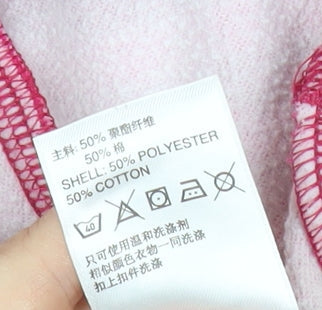 主料: 50% 聚酯纤维
50% 棉
SHELL: 50% POLYESTER
50% COTTON
40
只可使用温和洗涤剂
相似颜色衣物一同洗涤
扣上扣件洗涤